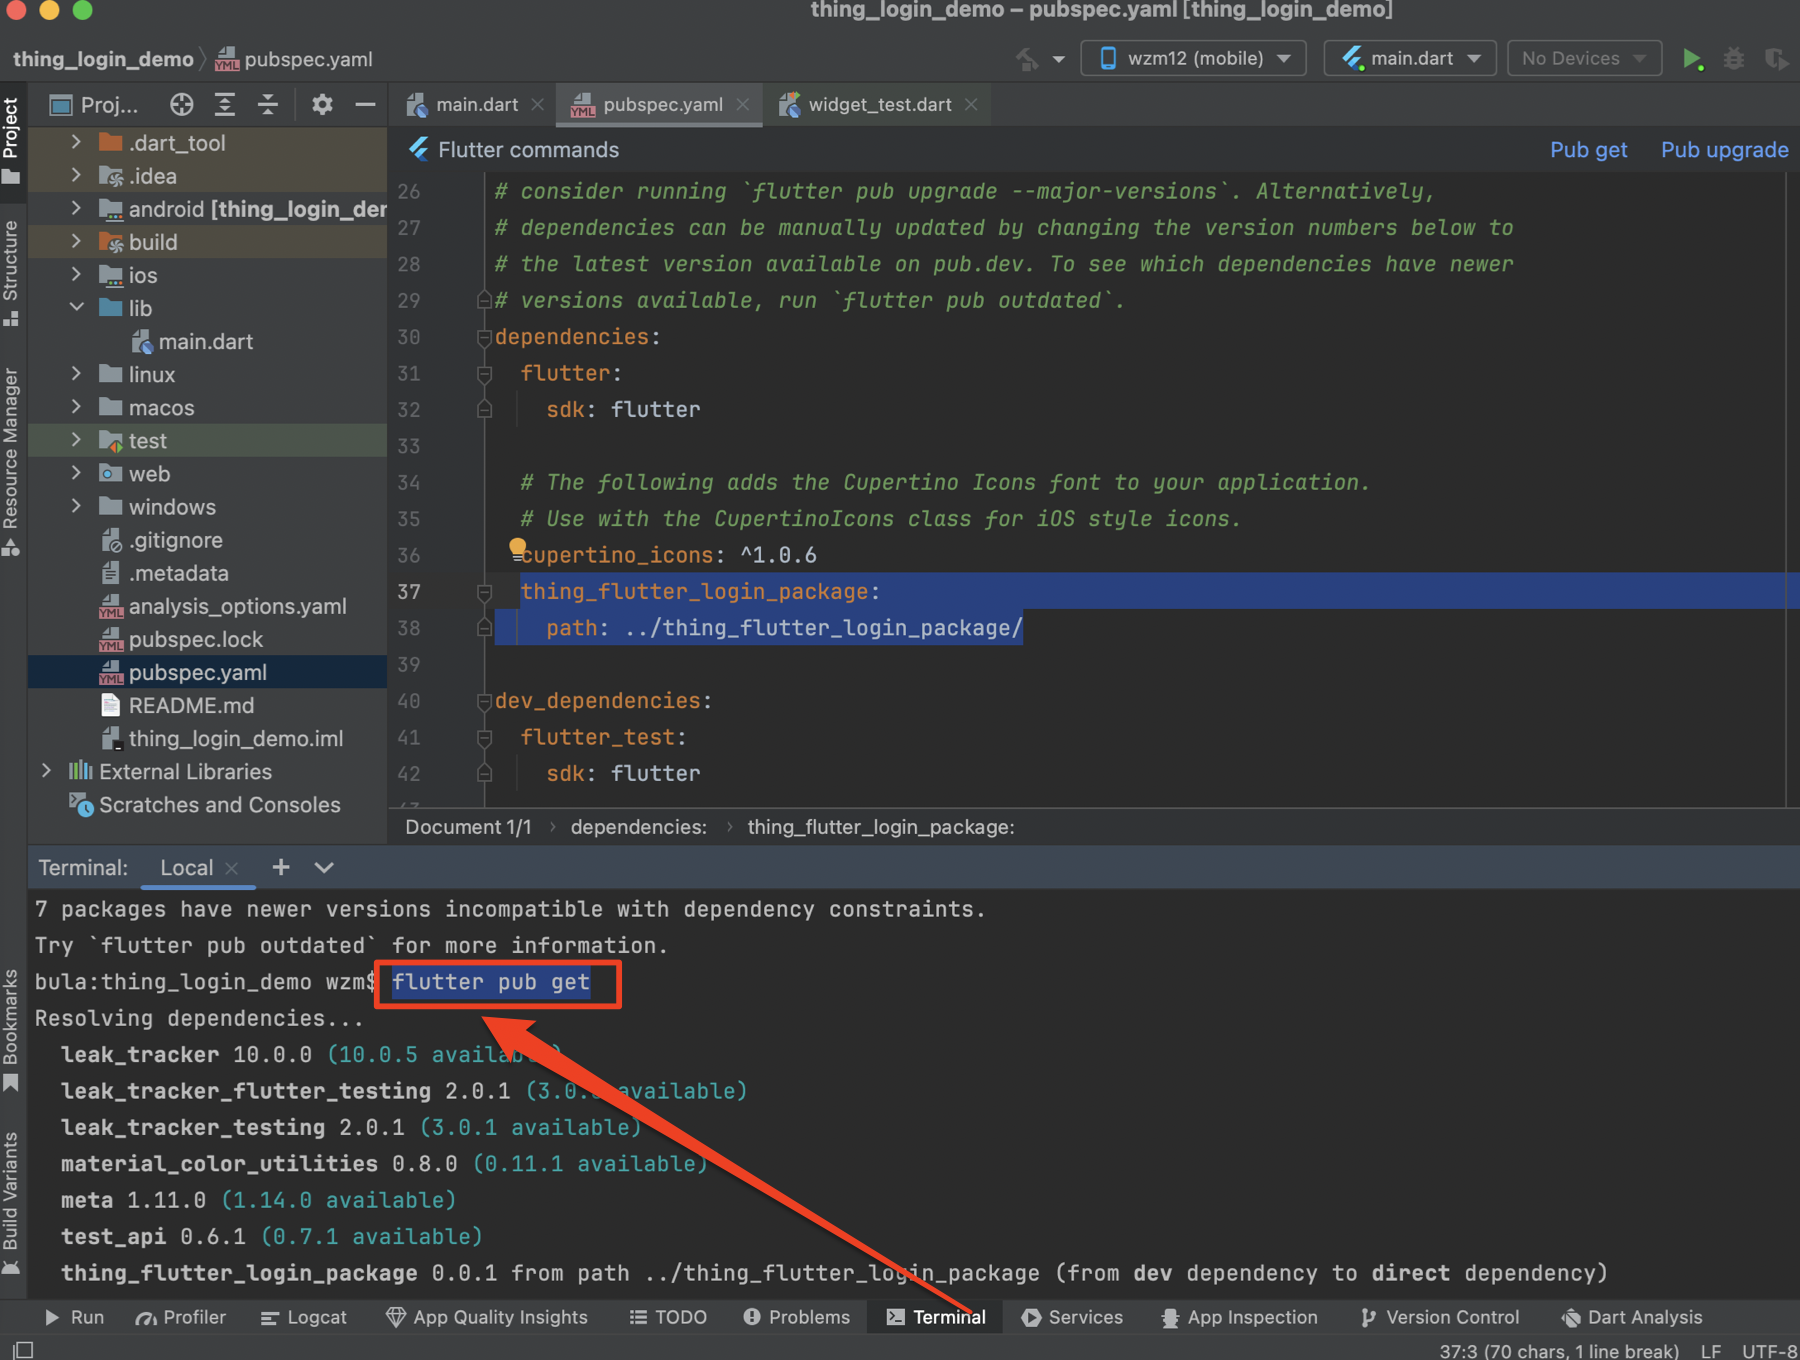 thing_login_demo – pubspec.yaml [thing_login_demo]
thing_login_demo pubspec.yaml
wzm12 (mobile) main.dart No Devices
Project
Structure
Resource Manager
Bookmarks
Build Variants
Proj...
main.dart pubspec.yaml widget_test.dart
.dart_tool
.idea
android [thing_login_der
build
ios
lib
main.dart
linux
macos
test
web
windows
.gitignore
.metadata
analysis_options.yaml
pubspec.lock
pubspec.yaml
README.md
thing_login_demo.iml
External Libraries
Scratches and Consoles
Flutter commands Pub get Pub upgrade
26 # consider running `flutter pub upgrade --major-versions`. Alternatively,
27 # dependencies can be manually updated by changing the version numbers below to
28 # the latest version available on pub.dev. To see which dependencies have newer
29 # versions available, run `flutter pub outdated`.
30 dependencies:
31 flutter:
32 sdk: flutter
33
34 # The following adds the Cupertino Icons font to your application.
35 # Use with the CupertinoIcons class for iOS style icons.
36 cupertino_icons: ^1.0.6
37 thing_flutter_login_package:
38 path: ../thing_flutter_login_package/
39
40 dev_dependencies:
41 flutter_test:
42 sdk: flutter
Document 1/1 › dependencies: › thing_flutter_login_package:
Terminal: Local
7 packages have newer versions incompatible with dependency constraints.
Try `flutter pub outdated` for more information.
bula:thing_login_demo wzm$ flutter pub get
Resolving dependencies...
leak_tracker 10.0.0 (10.0.5 available)
leak_tracker_flutter_testing 2.0.1 (3.0. available)
leak_tracker_testing 2.0.1 (3.0.1 available)
material_color_utilities 0.8.0 (0.11.1 available)
meta 1.11.0 (1.14.0 available)
test_api 0.6.1 (0.7.1 available)
thing_flutter_login_package 0.0.1 from path ../thing_flutter_login_package (from dev dependency to direct dependency)
Run Profiler Logcat App Quality Insights TODO Problems Terminal Services App Inspection Version Control Dart Analysis
37:3 (70 chars, 1 line break) LF UTF-8